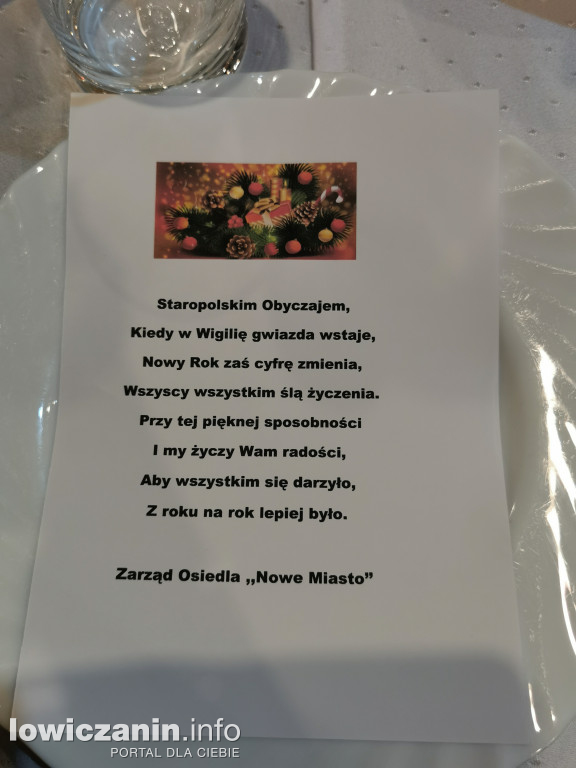 Staropolskim Obyczajem,
Kiedy w Wigilię gwiazda wstaje,
Nowy Rok zaś cyfrę zmienia,
Wszyscy wszystkim ślą życzenia.
Przy tej pięknej sposobności
I my życzy Wam radości,
Aby wszystkim się darzyło,
Z roku na rok lepiej było.
Zarząd Osiedla ,,Nowe Miasto”
lowiczanin.info
PORTAL DLA CIEBIE